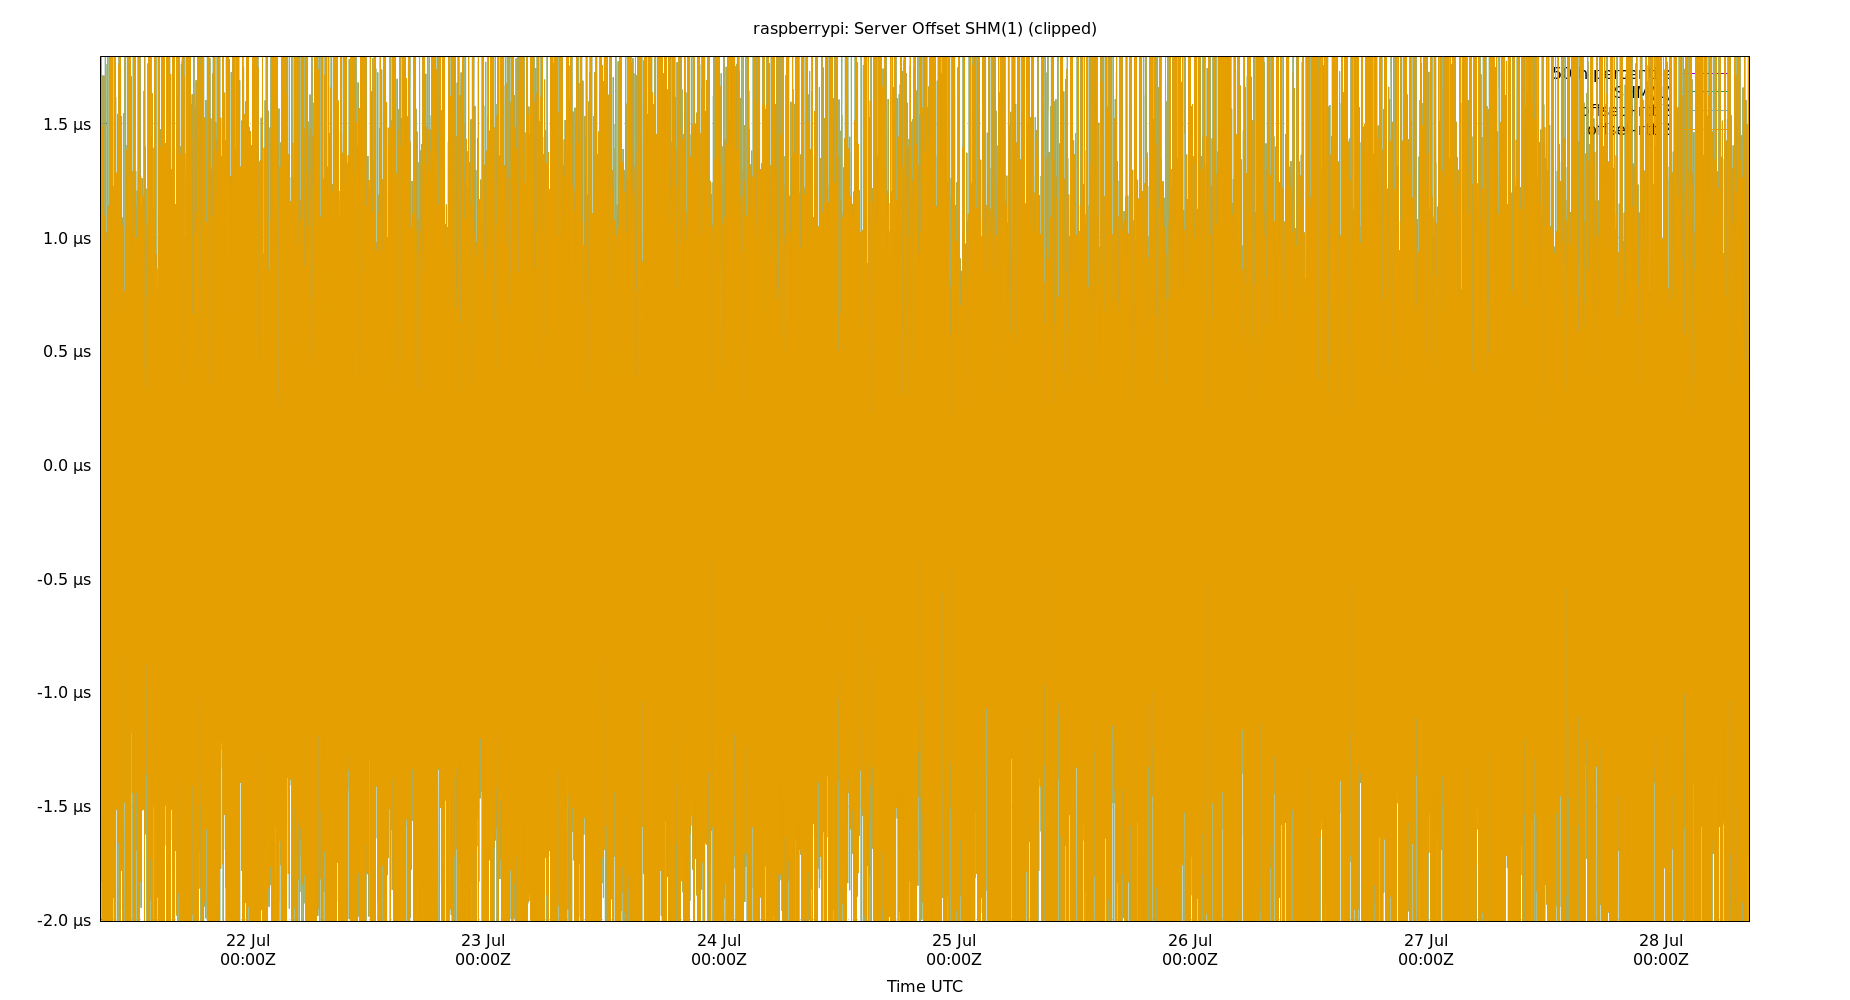 raspberrypi: Server Offset SHM(1) (clipped)
1.5 µs
1.0 µs
0.5 µs
0.0 µs
-0.5 µs
-1.0 µs
-1.5 µs
-2.0 µs
22 Jul 23 Jul 24 Jul 25 Jul 26 Jul 27 Jul 28 Jul
00:00Z 00:00Z 00:00Z 00:00Z 00:00Z 00:00Z 00:00Z
Time UTC